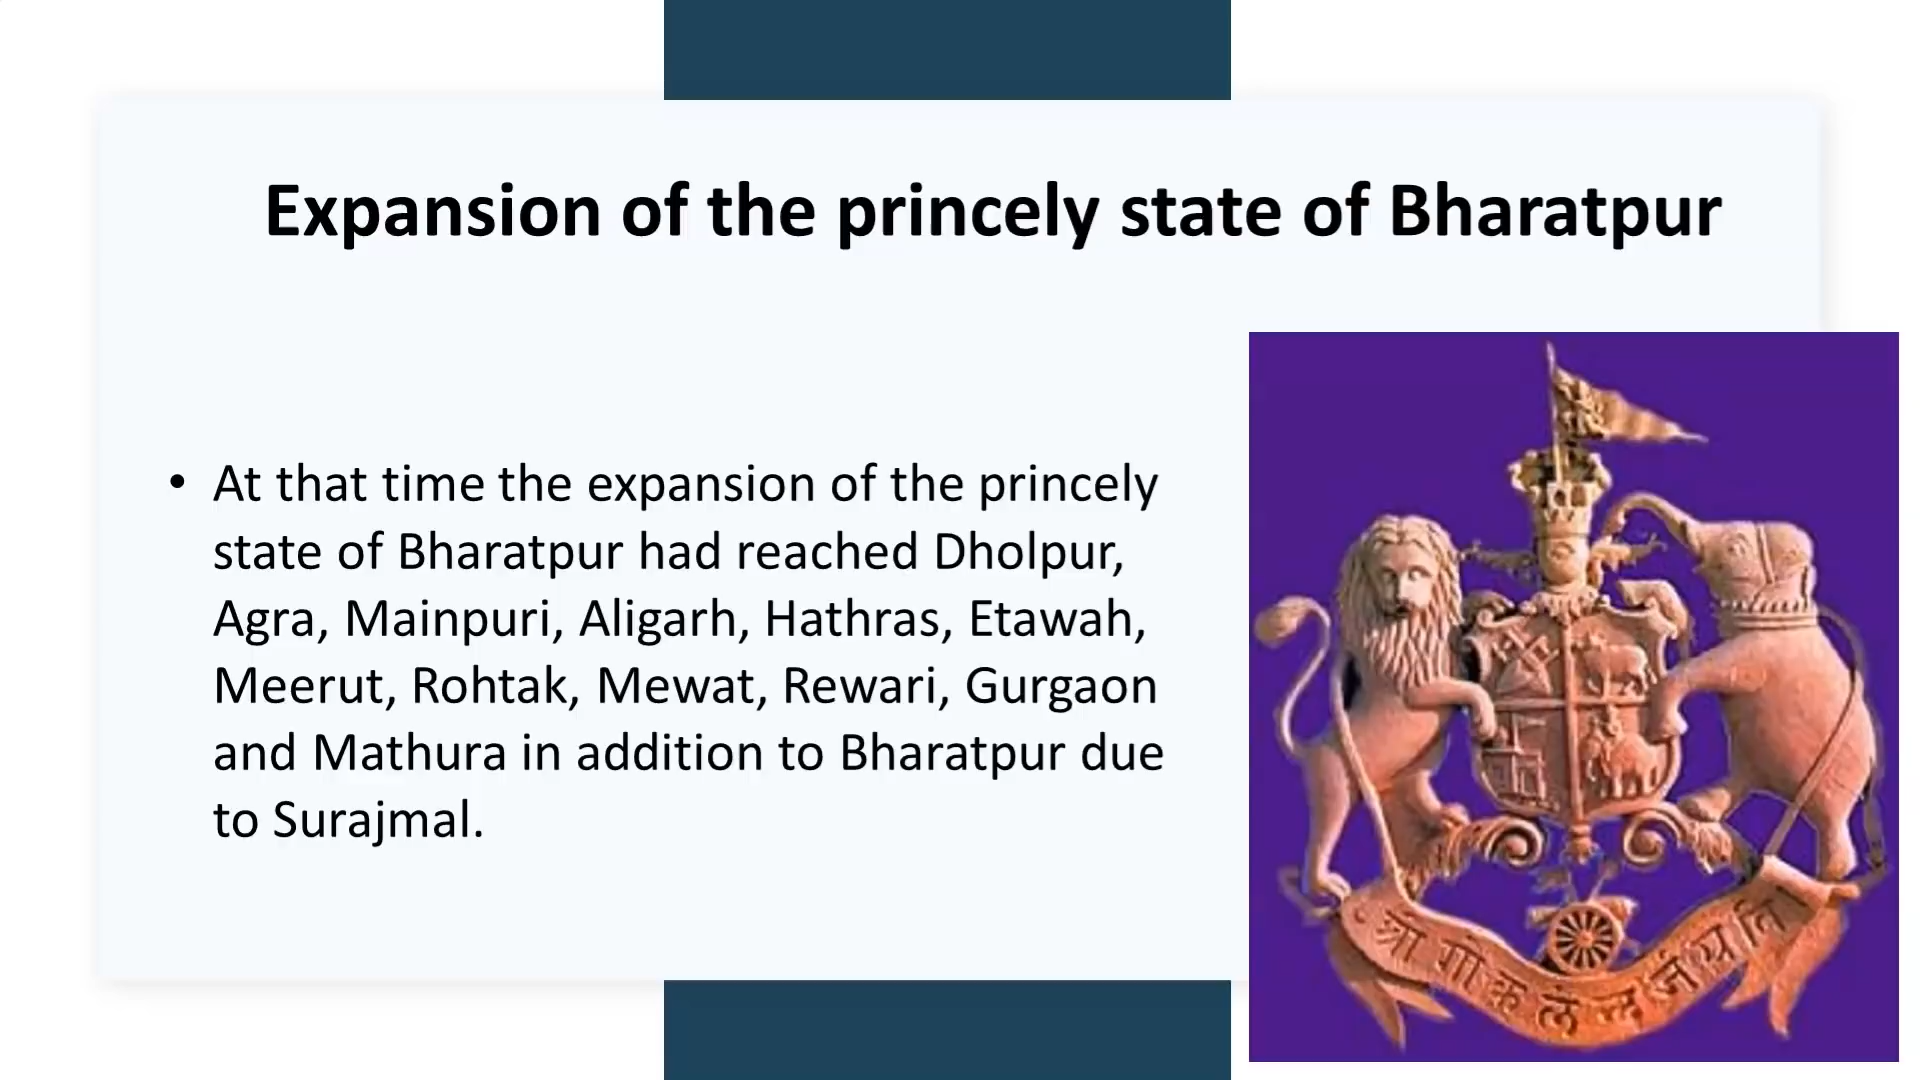 Expansion of the princely state of Bharatpur
• At that time the expansion of the princely
state of Bharatpur had reached Dholpur,
Agra, Mainpuri, Aligarh, Hathras, Etawah,
Meerut, Rohtak, Mewat, Rewari, Gurgaon
and Mathura in addition to Bharatpur due
to Surajmal.
श्री गोकुलेन्द्र जयति